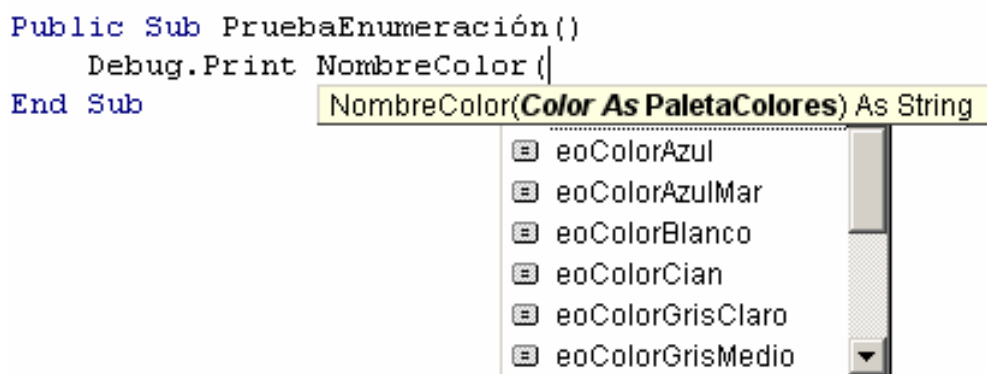 Public Sub PruebaEnumeración()
Debug.Print NombreColor(
End Sub
NombreColor(Color As PaletaColores) As String
eoColorAzul
eoColorAzulMar
eoColorBlanco
eoColorCian
eoColorGrisClaro
eoColorGrisMedio